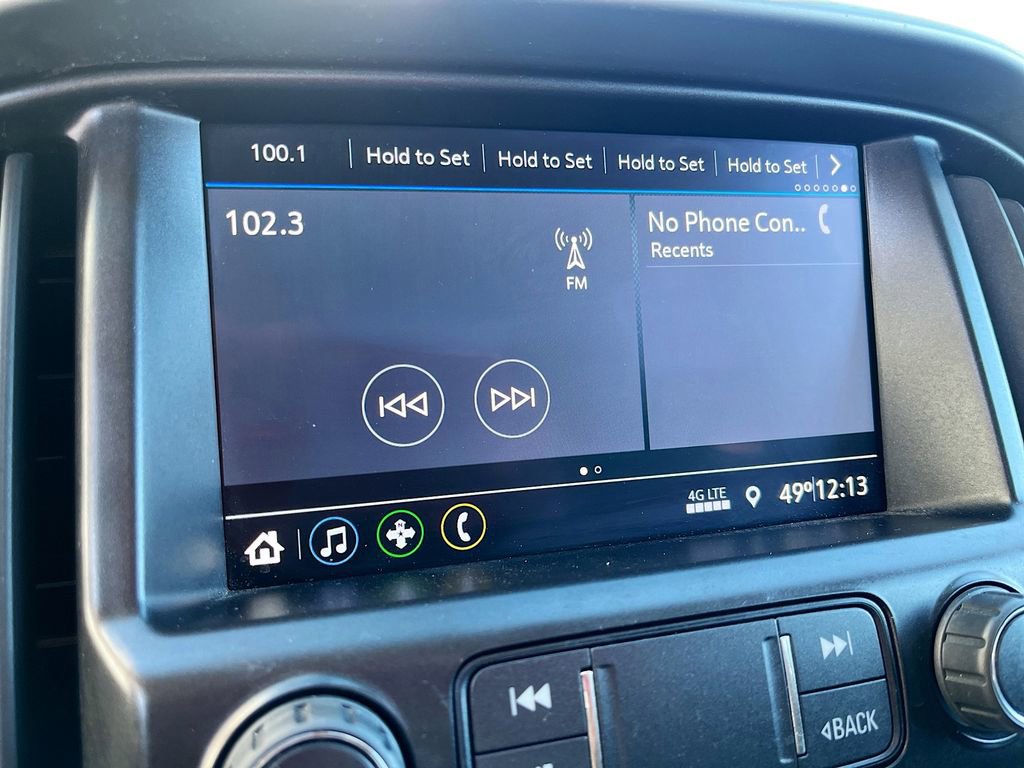 100.1 Hold to Set Hold to Set Hold to Set Hold to Set
102.3
FM
No Phone Con..
Recents
4G LTE
49° 12:13
N
BACK